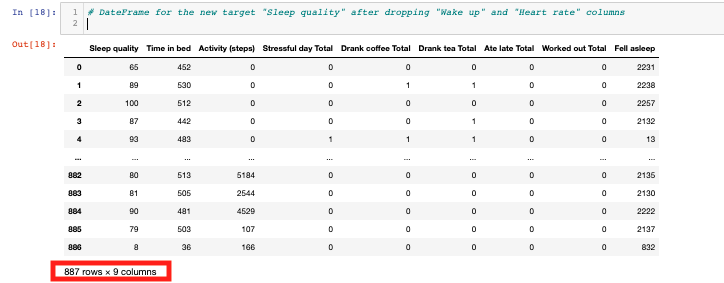 In [18]: 1 # DateFrame for the new target "Sleep quality" after dropping "Wake up" and "Heart rate" columns
2
Out[18]:
Sleep quality Time in bed Activity (steps) Stressful day Total Drank coffee Total Drank tea Total Ate late Total Worked out Total Fell asleep
0 65 452 0 0 0 0 0 0 2231
1 89 530 0 0 1 1 0 0 2238
2 100 512 0 0 0 0 0 0 2257
3 87 442 0 0 0 1 0 0 2132
4 93 483 0 1 1 1 0 0 13
... ... ... ... ... ... ... ... ... ...
882 80 513 5184 0 0 0 0 0 2135
883 81 505 2544 0 0 0 0 0 2130
884 90 481 4529 0 0 0 0 0 2222
885 79 503 107 0 0 0 0 0 2137
886 8 36 166 0 0 0 0 0 832
887 rows × 9 columns